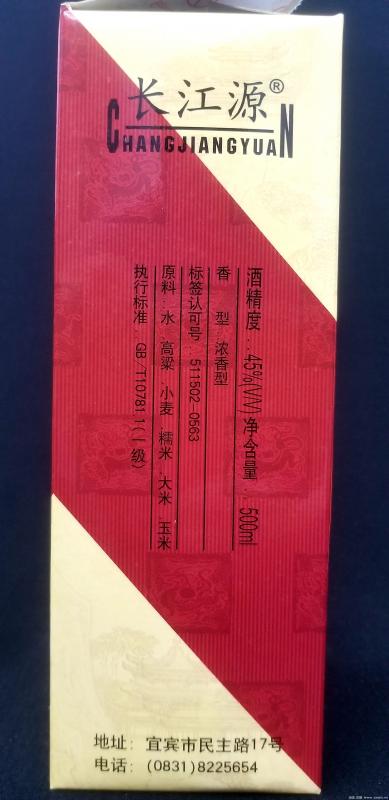 长江源®
CHANGJIANGYUAN
酒精度：45%(V/V) 净含量：500ml
香 型：浓香型
标签认可号：511502-0563
原料：水、高粱、小麦、糯米、大米、玉米
执行标准：GB/T10781.1(一级)
地址：宜宾市民主路17号
电话：(0831)8225654